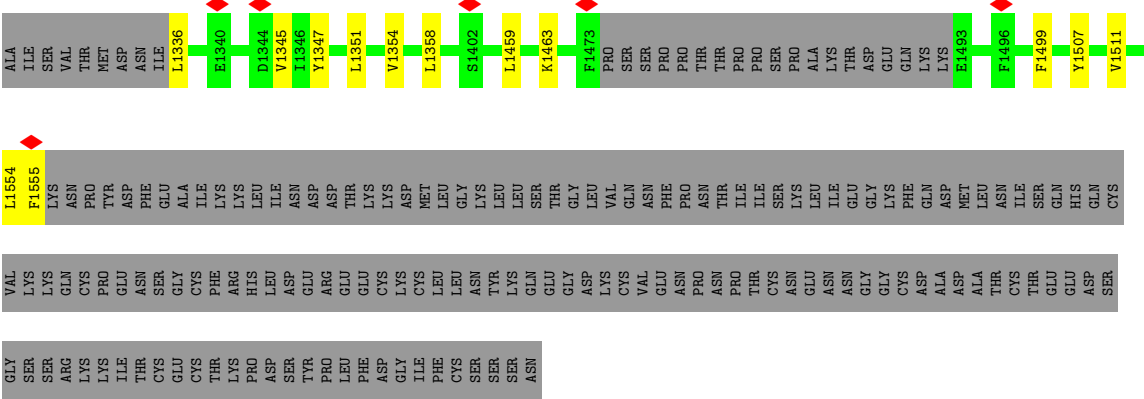 ALA ILE SER VAL THR MET ASP ASN ILE L1336 E1340 D1344 V1345 I1346 Y1347 L1351 V1354 L1358 S1402 L1459 K1463 F1473 PRO SER SER PRO PRO THR THR PRO PRO SER PRO ALA LYS THR ASP GLU GLN LYS LYS E1493 F1496 F1499 Y1507 V1511
L1554 F1555 LYS ASN PRO TYR ASP PHE GLU ALA ILE LYS LYS LEU ILE ASN ASP ASP THR LYS LYS ASP MET LEU GLY LYS LEU LEU SER THR GLY LEU VAL GLN ASN PHE PRO ASN THR ILE ILE SER LYS LEU ILE GLU GLY LYS PHE GLN ASP MET LEU ASN ILE SER GLN HIS GLN CYS
VAL LYS LYS GLN CYS PRO GLU ASN SER GLY CYS PHE ARG HIS LEU ASP GLU ARG GLU GLU CYS LYS CYS LEU LEU ASN TYR LYS GLN GLU GLY ASP LYS CYS VAL GLU ASN PRO ASN PRO THR CYS ASN GLU ASN ASN GLY GLY CYS ASP ALA ASP ALA THR CYS THR GLU GLU ASP SER
GLY SER SER ARG LYS LYS ILE THR CYS GLU CYS THR LYS PRO ASP SER TYR PRO LEU PHE ASP GLY ILE PHE CYS SER SER SER ASN